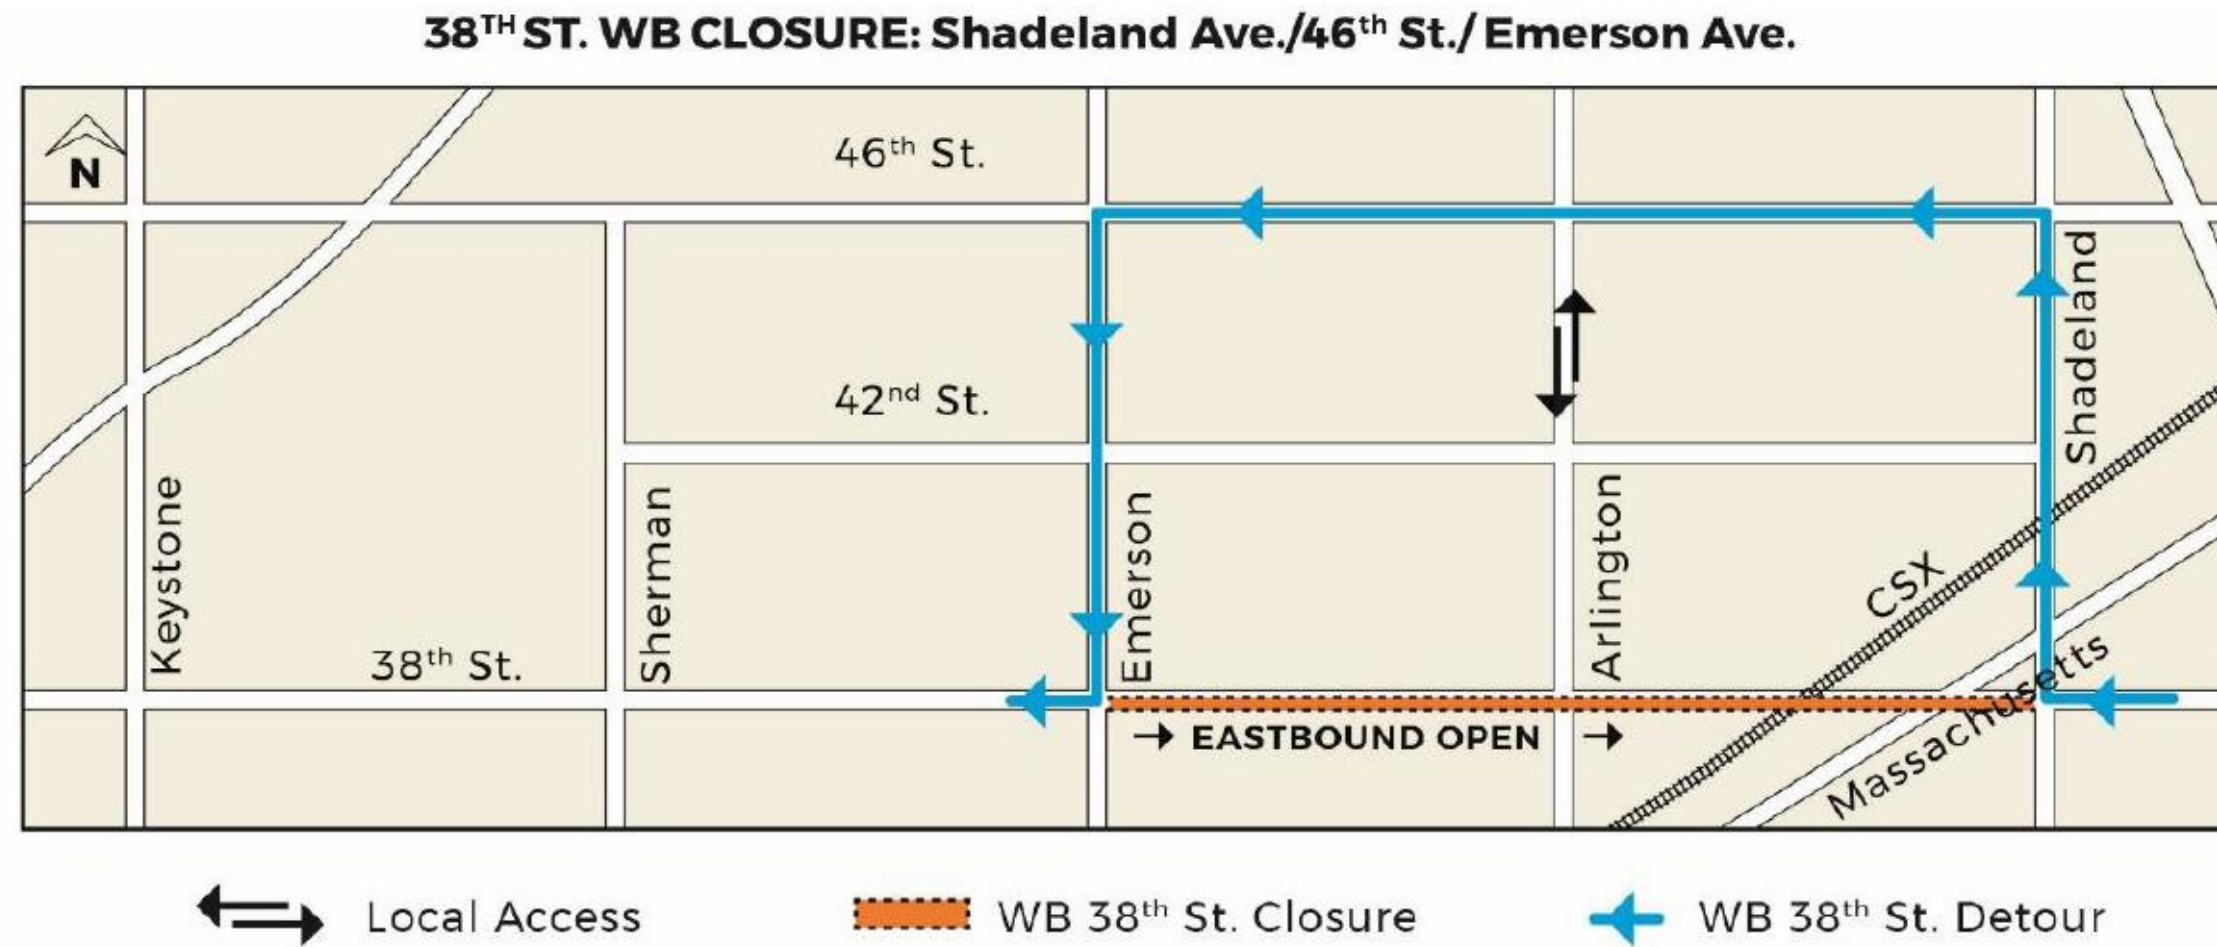 38TH ST. WB CLOSURE: Shadeland Ave./46th St./ Emerson Ave.
N
46th St.
Shadeland
42nd St.
Keystone
Sherman
Emerson
Arlington
CSX
38th St.
Massachusetts
→ EASTBOUND OPEN →
Local Access
WB 38th St. Closure
WB 38th St. Detour